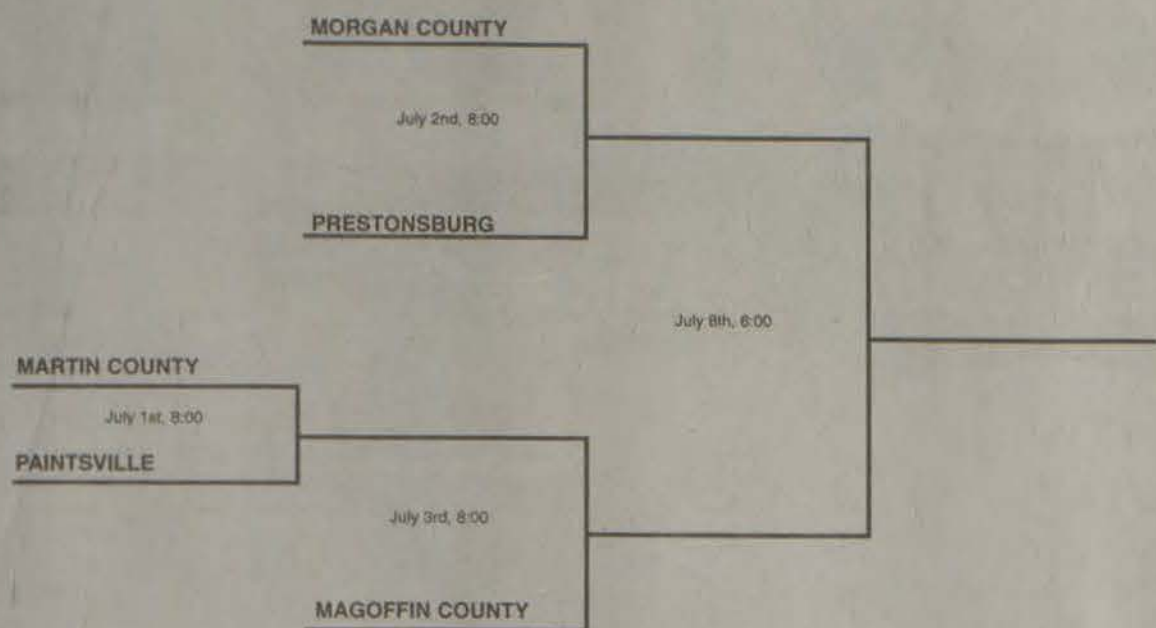 MORGAN COUNTY
July 2nd, 8:00
PRESTONSBURG
July 8th, 6:00
MARTIN COUNTY
July 1st, 8:00
PAINTSVILLE
July 3rd, 8:00
MAGOFFIN COUNTY